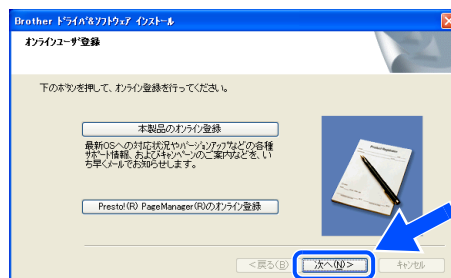 Brother ﾄﾞﾗｲﾊﾞ&ｿﾌﾄｳｪｱ ｲﾝｽﾄｰﾙ
ｵﾝﾗｲﾝﾕｰｻﾞ登録
下のﾎﾞﾀﾝを押して、ｵﾝﾗｲﾝ登録を行ってください。
本製品のｵﾝﾗｲﾝ登録
最新OSへの対応状況やﾊﾞｰｼﾞｮﾝｱｯﾌﾟなどの各種
ｻﾎﾟｰﾄ情報、およびｷｬﾝﾍﾟｰﾝのご案内などを、い
ち早くﾒｰﾙでお知らせします。
Presto!(R) PageManager(R)のｵﾝﾗｲﾝ登録
<戻る(B)
次へ(N)>
ｷｬﾝｾﾙ